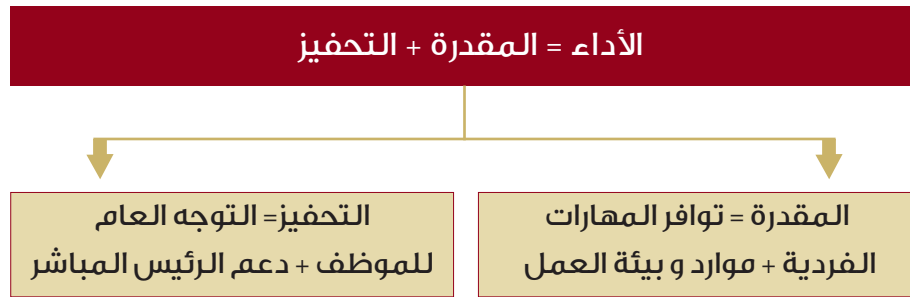 الأداء = المقدرة + التحفيز
المقدرة = توافر المهارات
الفردية + موارد و بيئة العمل
التحفيز= التوجه العام
للموظف + دعم الرئيس المباشر